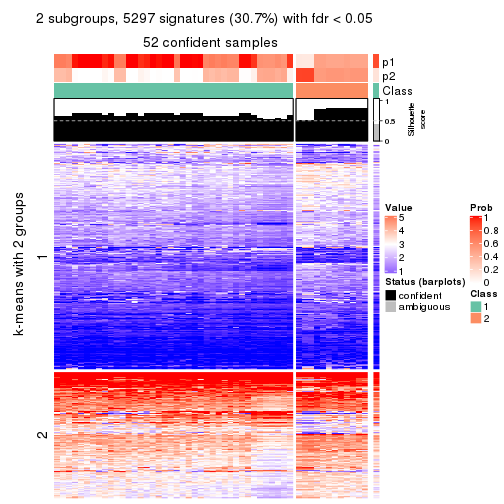 2 subgroups, 5297 signatures (30.7%) with fdr < 0.05
52 confident samples
p1
p2
Class
1
0.5
0
Silhouette
score
k-means with 2 groups
1
2
Value
5
4
3
2
1
Status (barplots)
confident
ambiguous
Prob
1
0.8
0.6
0.4
0.2
0
Class
1
2